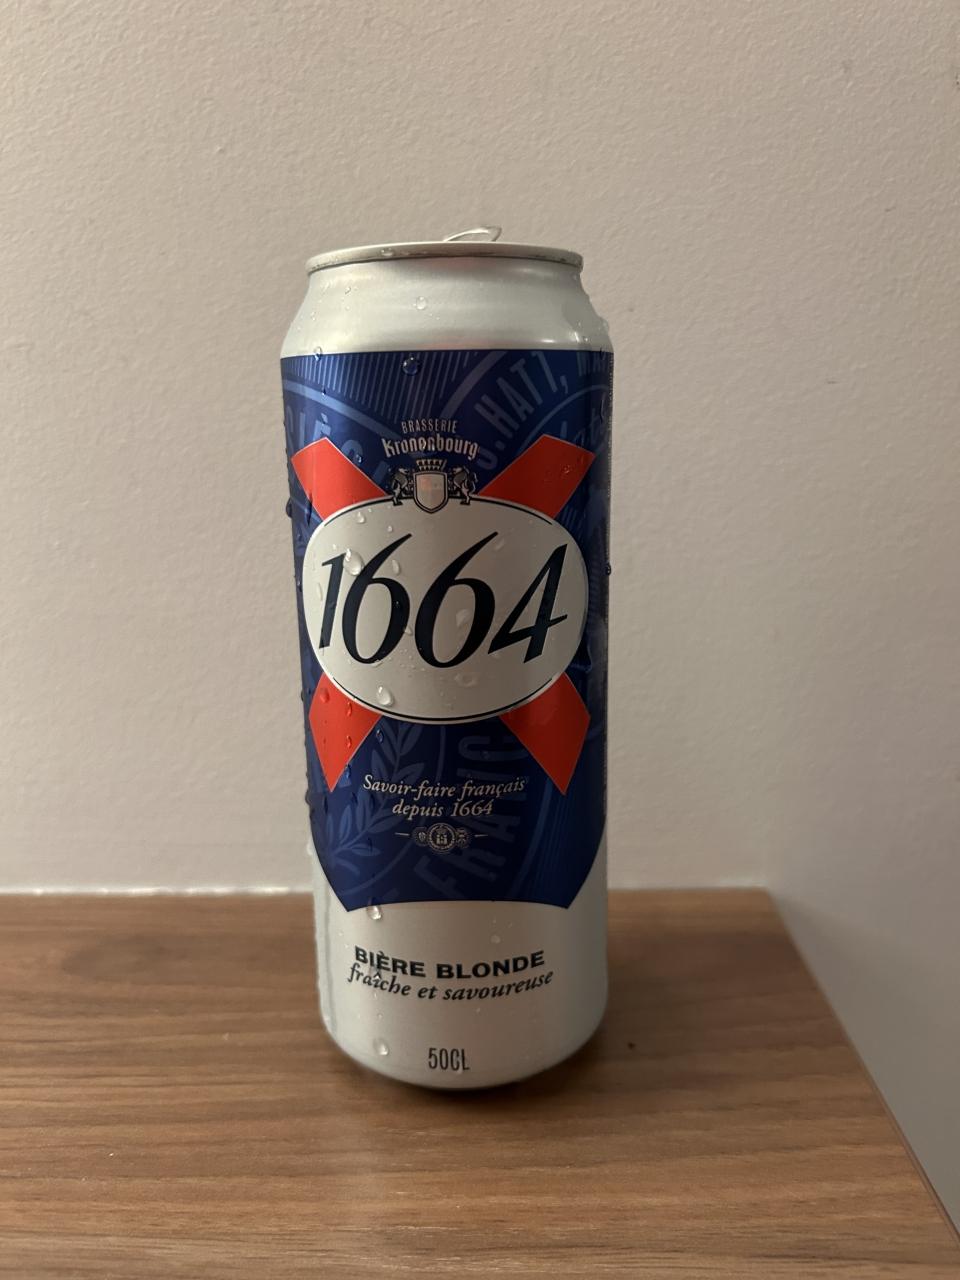 BRASSERIE
Kronenbourg
1664
Savoir-faire français
depuis 1664
BIÈRE BLONDE
fraîche et savoureuse
50CL